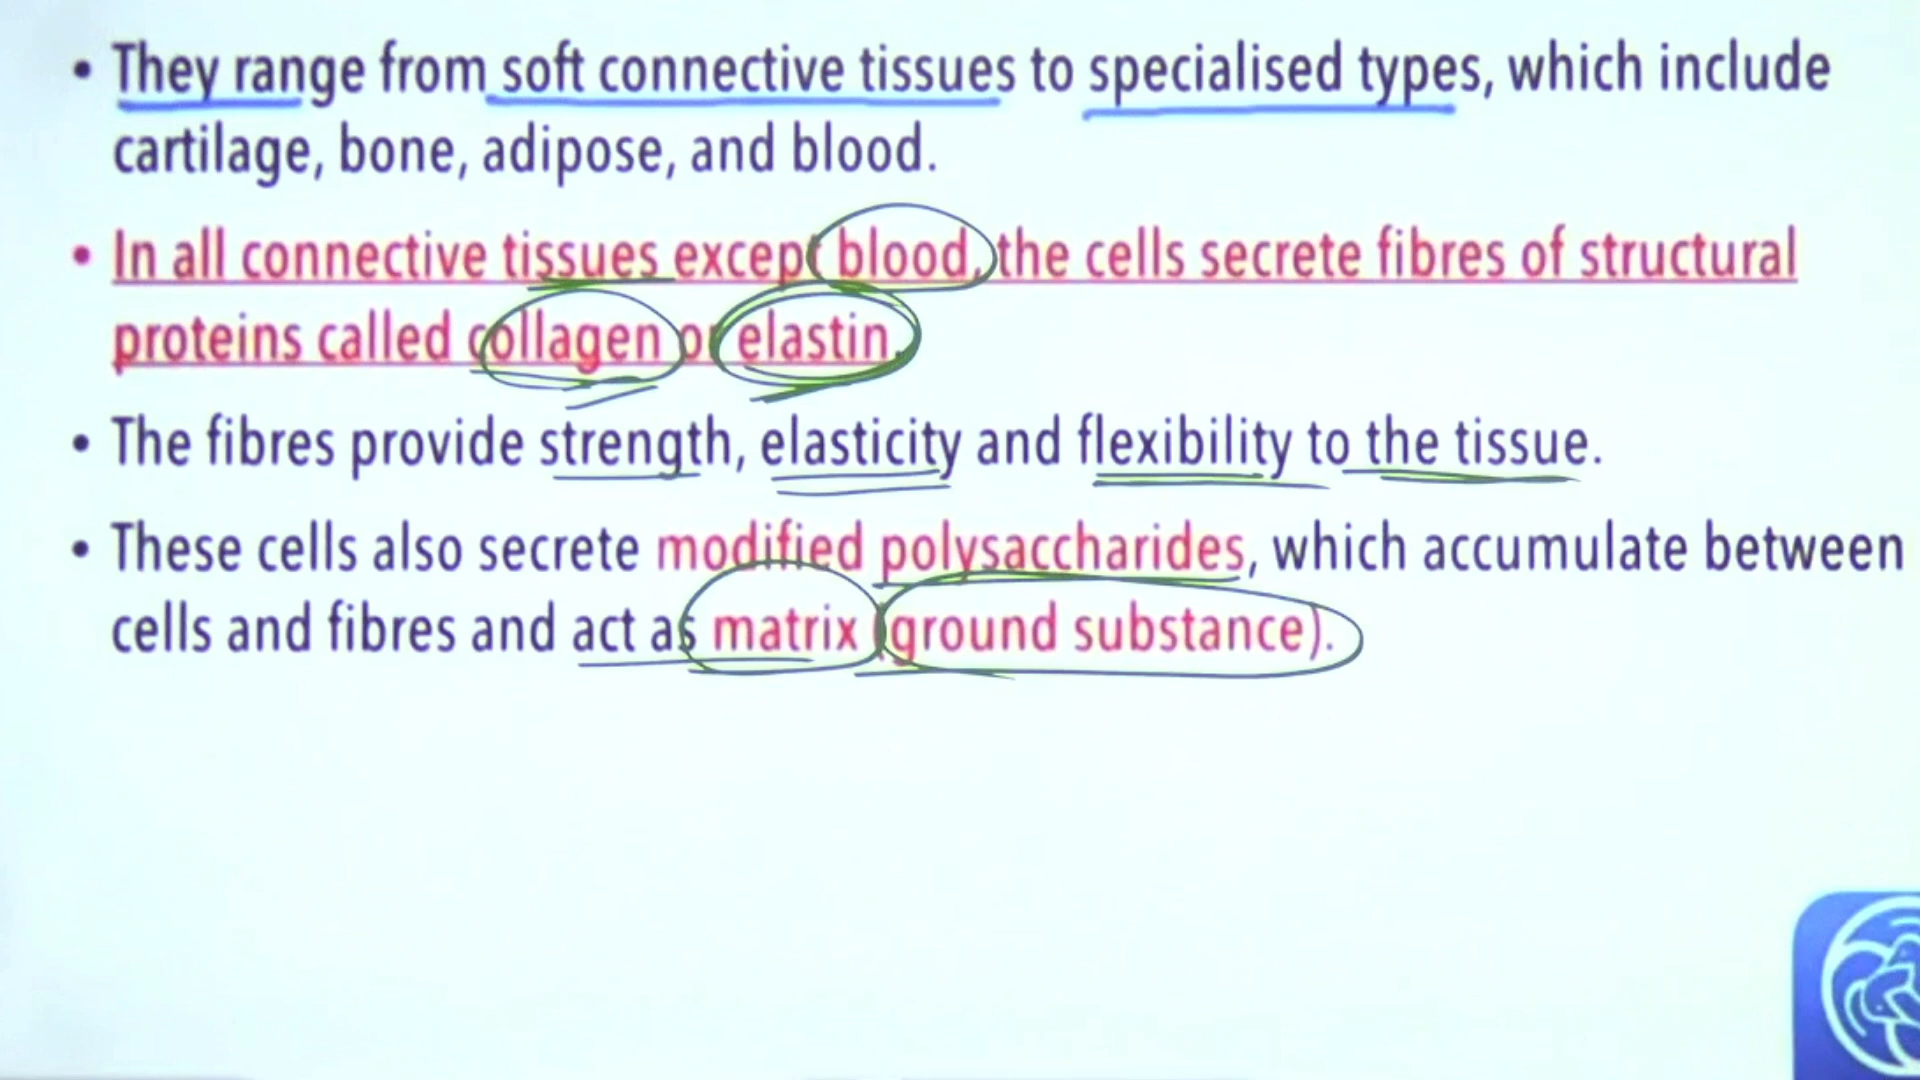 • They range from soft connective tissues to specialised types, which include
cartilage, bone, adipose, and blood.
• In all connective tissues except blood, the cells secrete fibres of structural
proteins called collagen or elastin.
• The fibres provide strength, elasticity and flexibility to the tissue.
• These cells also secrete modified polysaccharides, which accumulate between
cells and fibres and act as matrix (ground substance).